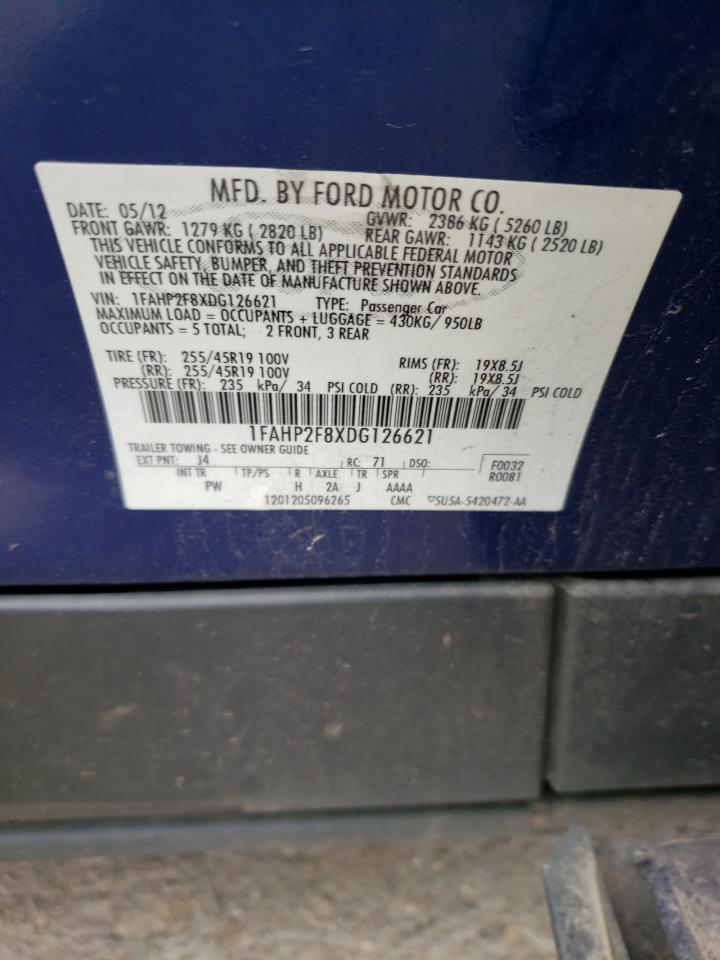 MFD. BY FORD MOTOR CO.
DATE: 05/12 GVWR: 2386 KG ( 5260 LB)
FRONT GAWR: 1279 KG ( 2820 LB) REAR GAWR: 1143 KG ( 2520 LB)
THIS VEHICLE CONFORMS TO ALL APPLICABLE FEDERAL MOTOR
VEHICLE SAFETY, BUMPER, AND THEFT PREVENTION STANDARDS
IN EFFECT ON THE DATE OF MANUFACTURE SHOWN ABOVE.
VIN: 1FAHP2F8XDG126621 TYPE: Passenger Car
MAXIMUM LOAD = OCCUPANTS + LUGGAGE = 430KG/ 950LB
OCCUPANTS = 5 TOTAL; 2 FRONT, 3 REAR
TIRE (FR): 255/45R19 100V RIMS (FR): 19X8.5J
(RR): 255/45R19 100V (RR): 19X8.5J
PRESSURE (FR): 235 kPa/ 34 PSI COLD (RR): 235 kPa/34 PSI COLD
1FAHP2F8XDG126621
TRAILER TOWING - SEE OWNER GUIDE
EXT PNT: J4 RC: 71 DSO: F0032
INT TR TP/PS R AXLE TR SPR R0081
PW H 2A J AAAA
1201205096265 CMC ▽5U5A-5420472-AA